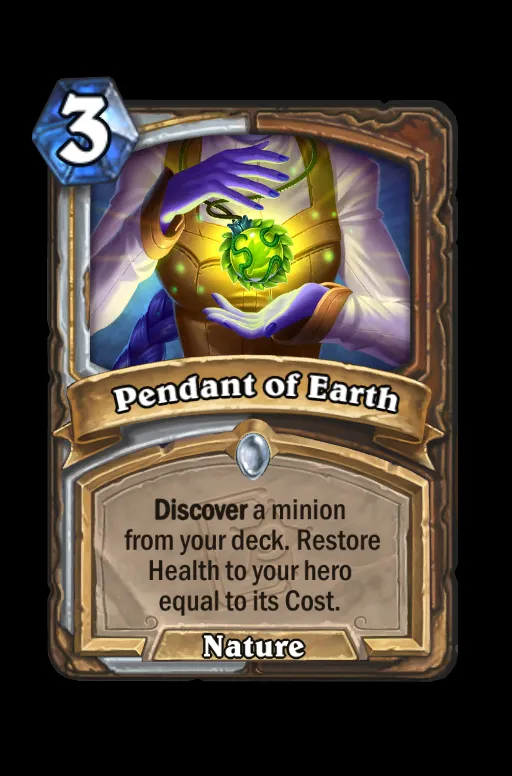 3
Pendant of Earth
Discover a minion
from your deck. Restore
Health to your hero
equal to its Cost.
Nature